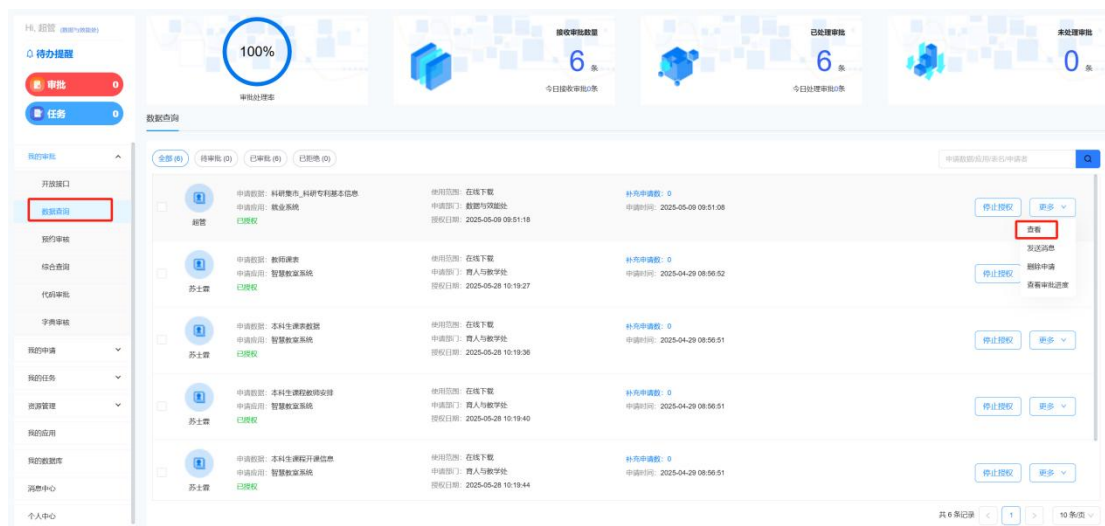 Hi, 超管 (数据与效能处)
待办提醒
审批 0
任务 0
我的审批
开放接口
数据查询
预约审核
综合查询
代码审批
字典审核
我的申请
我的任务
资源管理
我的应用
我的数据库
消息中心
个人中心
100%
审批处理率
接收审批数量
6 条
今日接收审批0条
已处理审批
6 条
今日处理审批0条
未处理审批
0 条
数据查询
全部 (6) 待审批 (0) 已审批 (6) 已拒绝 (0)
申请数据/机构/单位/申请者
超管
申请数据: 科研集市_科研专利基本信息
申请应用: 就业系统
已授权
使用范围: 在线下载
申请部门: 数据与效能处
授权日期: 2025-05-09 09:51:18
补充申请数: 0
申请时间: 2025-05-09 09:51:08
停止授权 更多
查看
发送消息
删除申请
查看审批进度
苏士霖
申请数据: 教师课表
申请应用: 智慧教室系统
已授权
使用范围: 在线下载
申请部门: 育人与教学处
授权日期: 2025-05-28 10:19:27
补充申请数: 0
申请时间: 2025-04-29 08:56:52
停止授权
苏士霖
申请数据: 本科生课表数据
申请应用: 智慧教室系统
已授权
使用范围: 在线下载
申请部门: 育人与教学处
授权日期: 2025-05-28 10:19:36
补充申请数: 0
申请时间: 2025-04-29 08:56:51
停止授权 更多
苏士霖
申请数据: 本科生课程教师安排
申请应用: 智慧教室系统
已授权
使用范围: 在线下载
申请部门: 育人与教学处
授权日期: 2025-05-28 10:19:40
补充申请数: 0
申请时间: 2025-04-29 08:56:51
停止授权 更多
苏士霖
申请数据: 本科生课程开课信息
申请应用: 智慧教室系统
已授权
使用范围: 在线下载
申请部门: 育人与教学处
授权日期: 2025-05-28 10:19:44
补充申请数: 0
申请时间: 2025-04-29 08:56:51
停止授权 更多
共 6 条记录 < 1 > 10 条/页